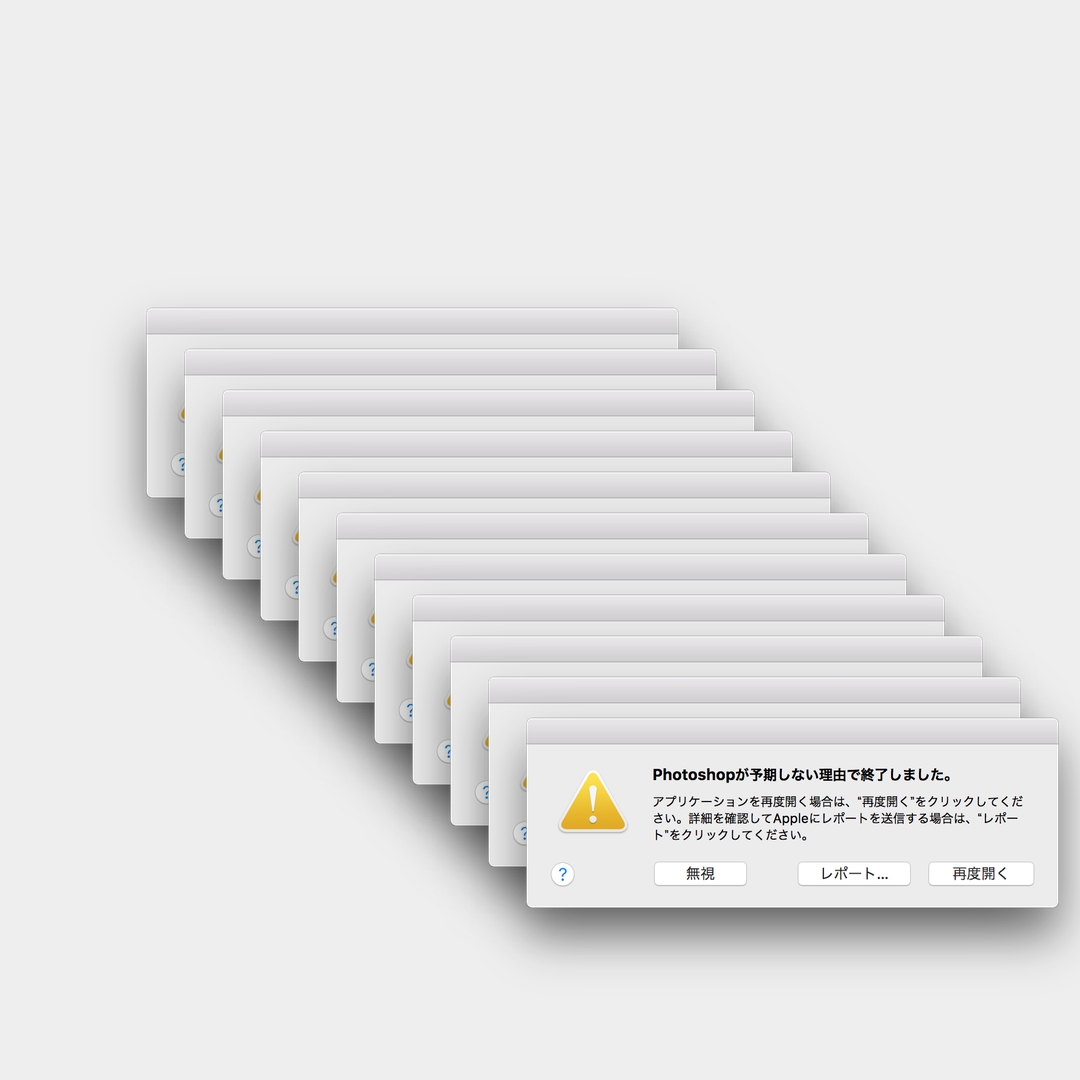 Photoshopが予期しない理由で終了しました。
アプリケーションを再度開く場合は、“再度開く”をクリックしてくだ
さい。詳細を確認してAppleにレポートを送信する場合は、“レポー
ト”をクリックしてください。
?
無視
レポート...
再度開く